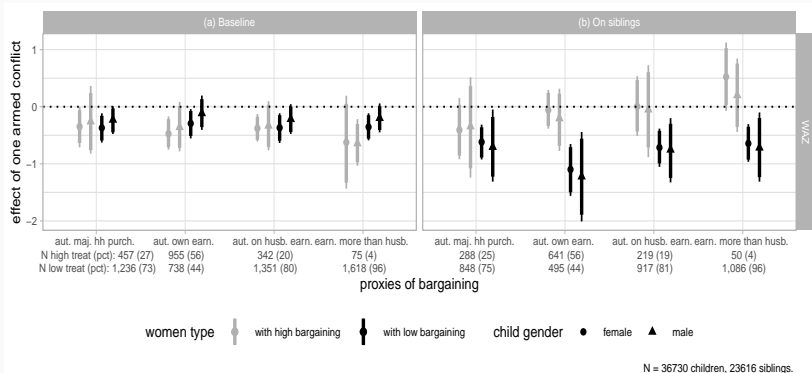 (a) Baseline
(b) On siblings
effect of one armed conflict
1
0
−1
−2
WAZ
aut. maj. hh purch. aut. own earn. aut. on husb. earn. earn. more than husb.
N high treat (pct): 457 (27) 955 (56) 342 (20) 75 (4)
N low treat (pct): 1,236 (73) 738 (44) 1,351 (80) 1,618 (96)
aut. maj. hh purch. aut. own earn. aut. on husb. earn. earn. more than husb.
288 (25) 641 (56) 219 (19) 50 (4)
848 (75) 495 (44) 917 (81) 1,086 (96)
proxies of bargaining
women type with high bargaining with low bargaining child gender female male
N = 36730 children, 23616 siblings.